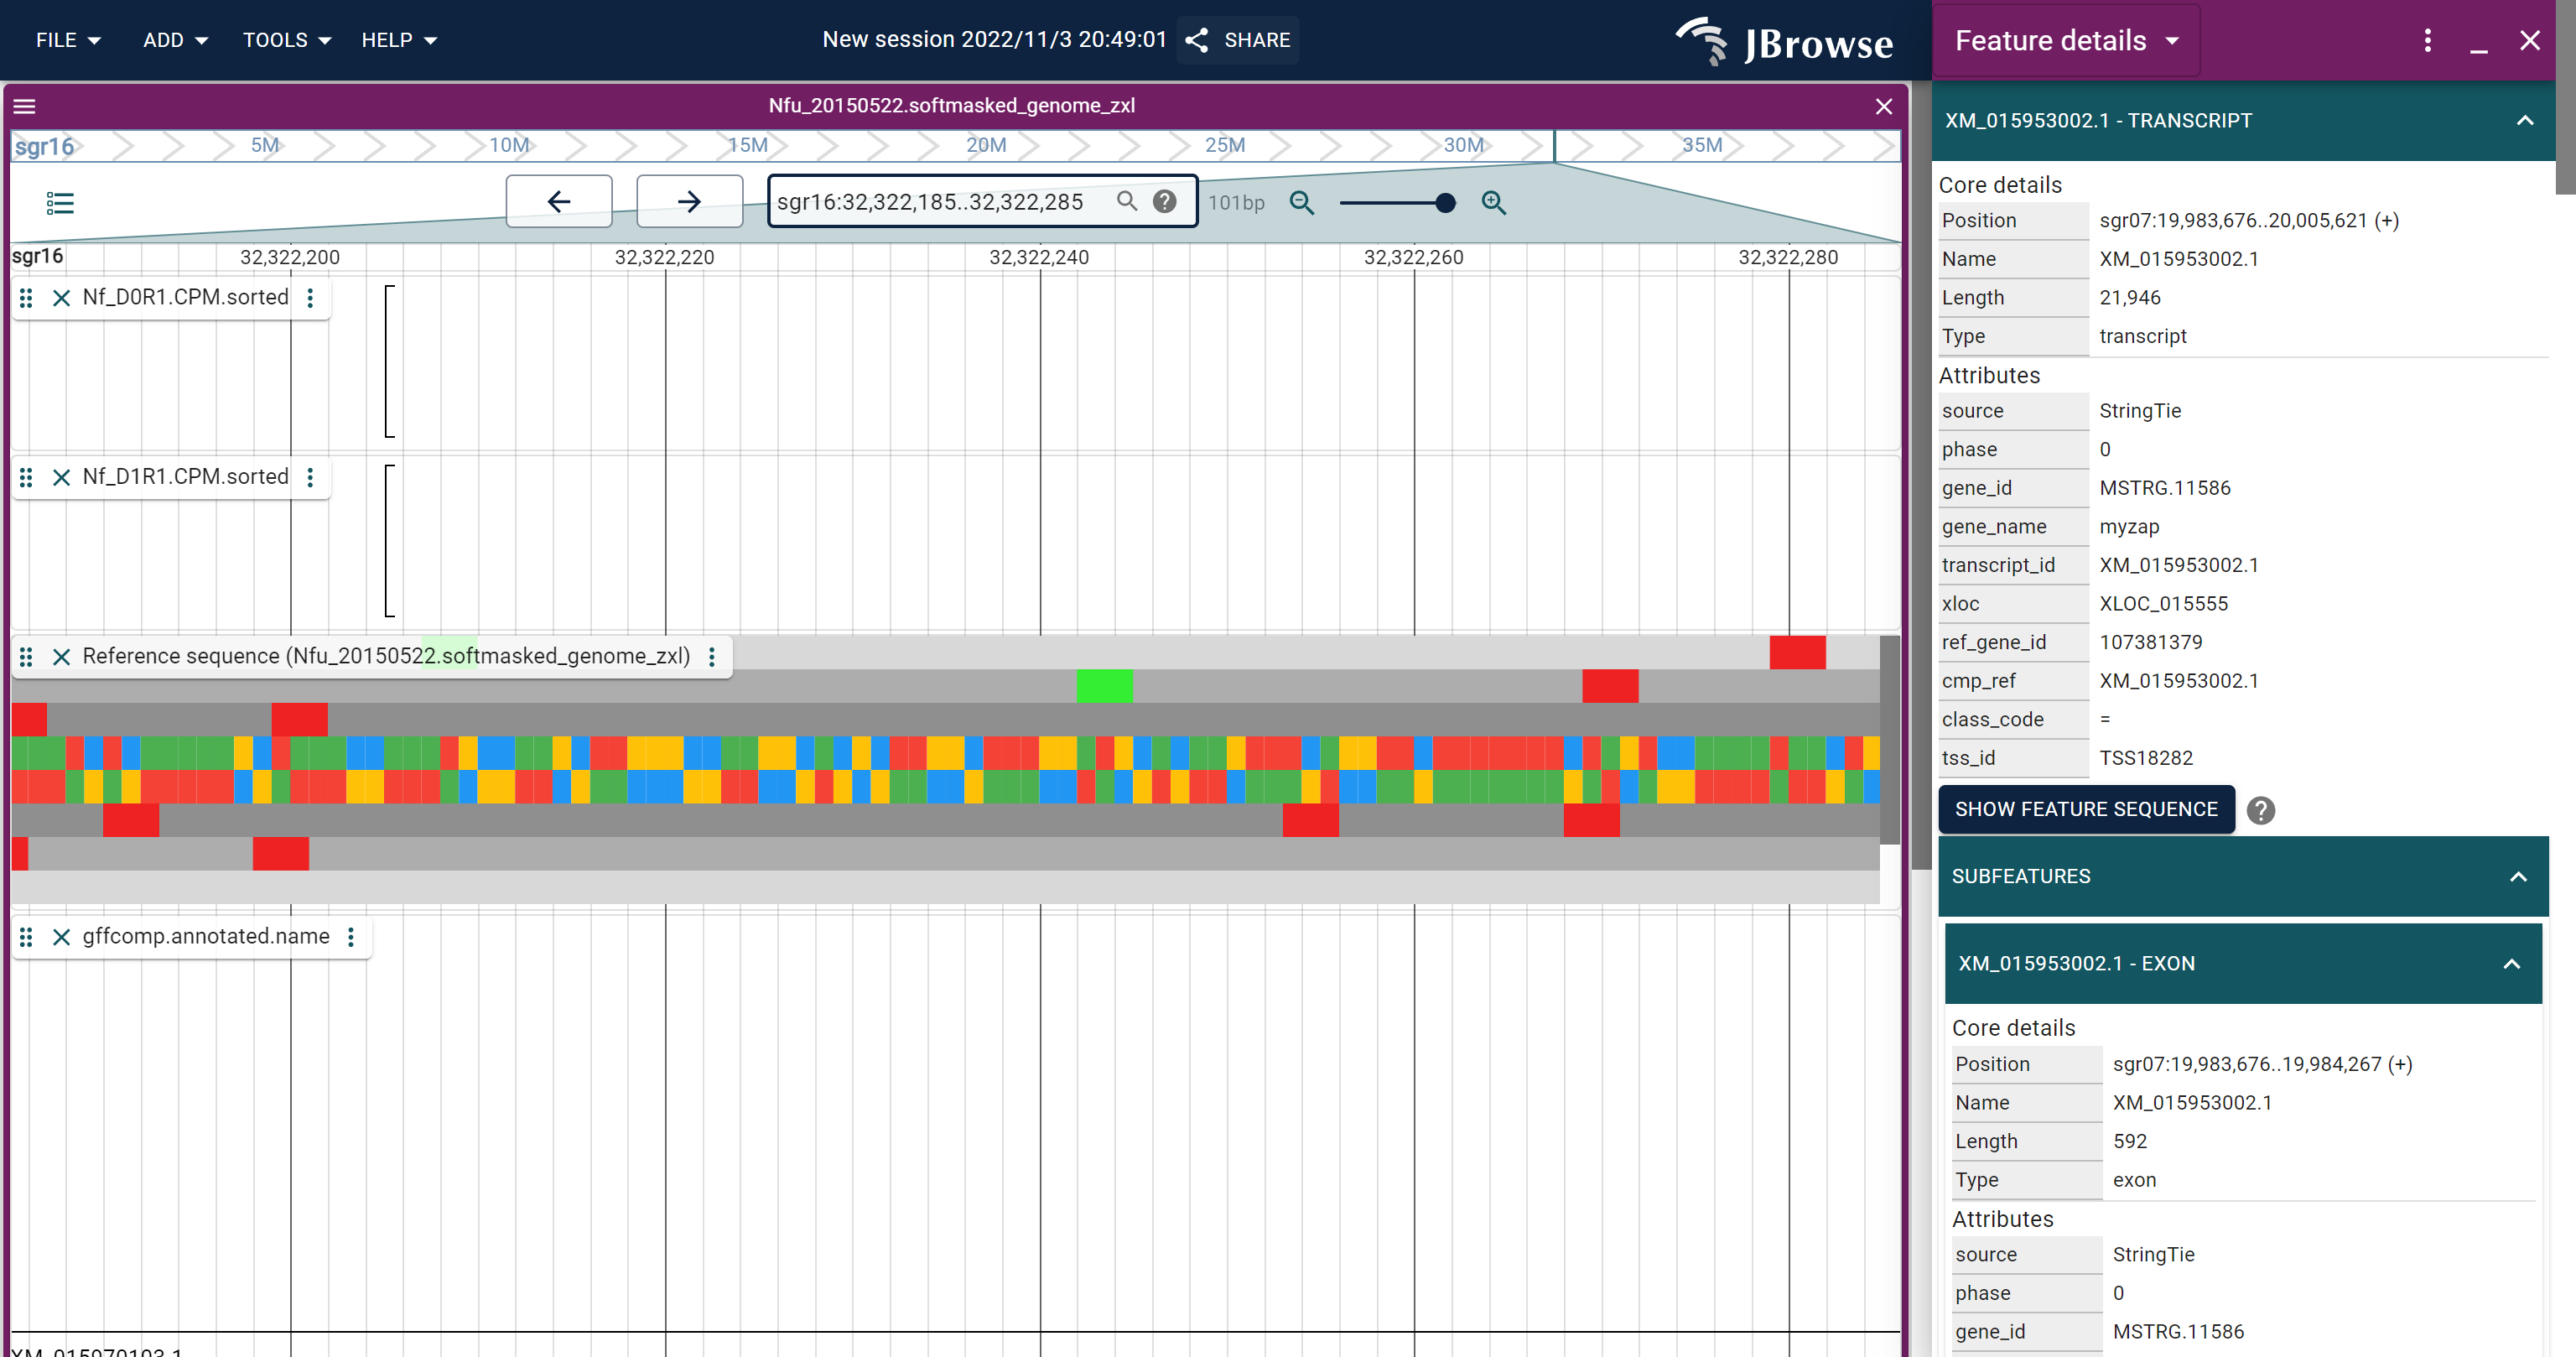 FILE ADD TOOLS HELP New session 2022/11/3 20:49:01 SHARE JBrowse
Nfu_20150522.softmasked_genome_zxl
sgr16 5M 10M 15M 20M 25M 30M 35M
sgr16:32,322,185..32,322,285 101bp
sgr16 32,322,200 32,322,220 32,322,240 32,322,260 32,322,280
Nf_D0R1.CPM.sorted
Nf_D1R1.CPM.sorted
Reference sequence (Nfu_20150522.softmasked_genome_zxl)
gffcomp.annotated.name
XM_015970193.1
Feature details
XM_015953002.1 - TRANSCRIPT
Core details
Position sgr07:19,983,676..20,005,621 (+)
Name XM_015953002.1
Length 21,946
Type transcript
Attributes
source StringTie
phase 0
gene_id MSTRG.11586
gene_name myzap
transcript_id XM_015953002.1
xloc XLOC_015555
ref_gene_id 107381379
cmp_ref XM_015953002.1
class_code =
tss_id TSS18282
SHOW FEATURE SEQUENCE
SUBFEATURES
XM_015953002.1 - EXON
Core details
Position sgr07:19,983,676..19,984,267 (+)
Name XM_015953002.1
Length 592
Type exon
Attributes
source StringTie
phase 0
gene_id MSTRG.11586